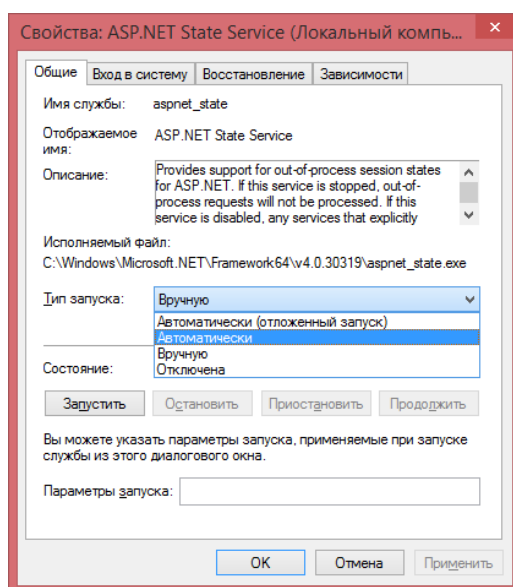 Свойства: ASP.NET State Service (Локальный компь...
Общие Вход в систему Восстановление Зависимости
Имя службы: aspnet_state
Отображаемое имя: ASP.NET State Service
Описание: Provides support for out-of-process session states
for ASP.NET. If this service is stopped, out-of-
process requests will not be processed. If this
service is disabled, any services that explicitly
Исполняемый файл:
C:\Windows\Microsoft.NET\Framework64\v4.0.30319\aspnet_state.exe
Тип запуска: Вручную
Автоматически (отложенный запуск)
Автоматически
Вручную
Состояние: Отключена
Запустить Остановить Приостановить Продолжить
Вы можете указать параметры запуска, применяемые при запуске
службы из этого диалогового окна.
Параметры запуска:
OK Отмена Применить